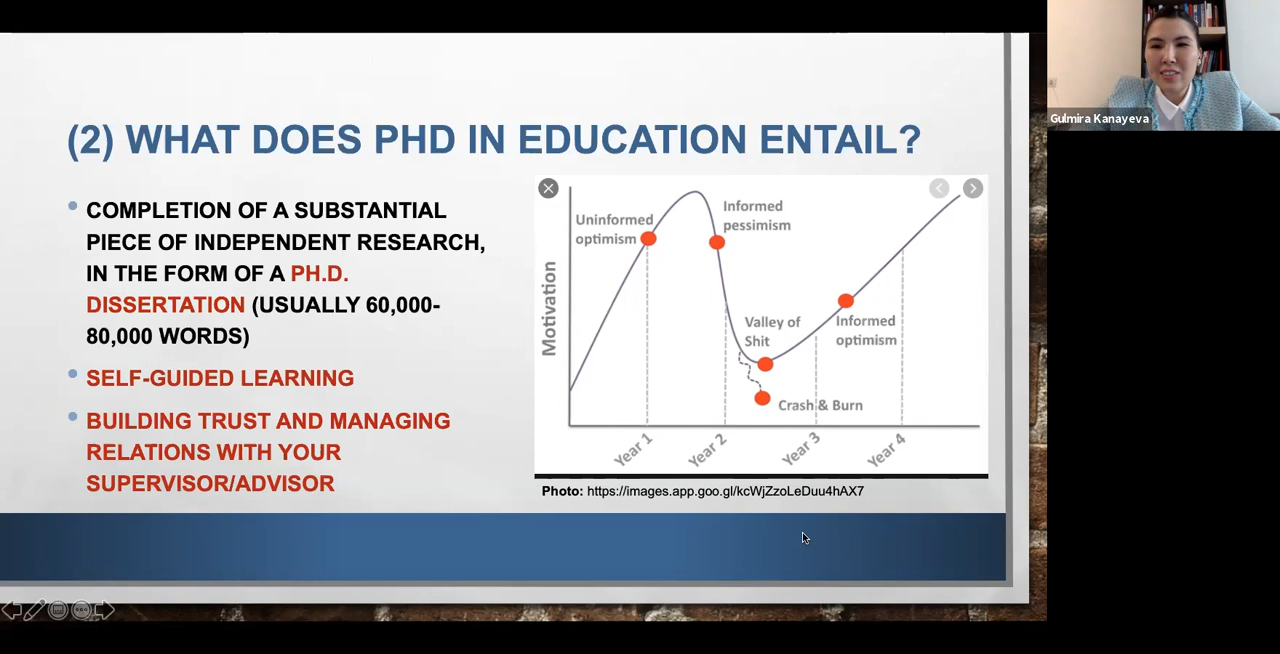 (2) WHAT DOES PHD IN EDUCATION ENTAIL?
COMPLETION OF A SUBSTANTIAL
PIECE OF INDEPENDENT RESEARCH,
IN THE FORM OF A PH.D.
DISSERTATION (USUALLY 60,000-
80,000 WORDS)
SELF-GUIDED LEARNING
BUILDING TRUST AND MANAGING
RELATIONS WITH YOUR
SUPERVISOR/ADVISOR
Motivation
Uninformed
optimism
Informed
pessimism
Valley of
Shit
Informed
optimism
Crash & Burn
Year 1
Year 2
Year 3
Year 4
Photo: https://images.app.goo.gl/kcWjZzoLeDuu4hAX7
Gulmira Kanayeva